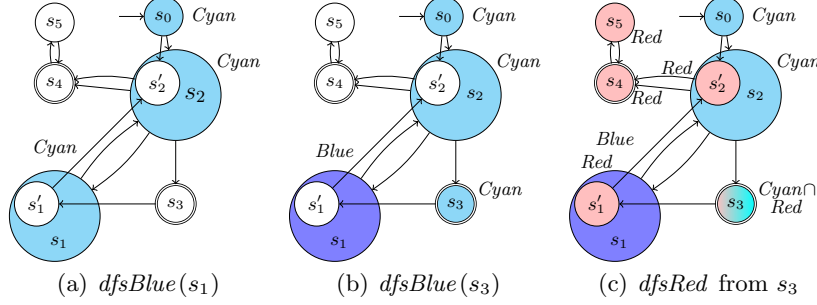 s₅
s₀ Cyan
Cyan
s₄
s′₂
s₂
Cyan
s′₁
s₃
s₁
(a) dfsBlue(s₁)
s₅
s₀ Cyan
Cyan
s₄
s′₂
s₂
Blue
s′₁
s₃ Cyan
s₁
(b) dfsBlue(s₃)
s₅ Red
s₀ Cyan
Cyan
s₄ Red
Red
s′₂
s₂
Blue
Red
s′₁
s₃ Cyan∩
Red
s₁
(c) dfsRed from s₃